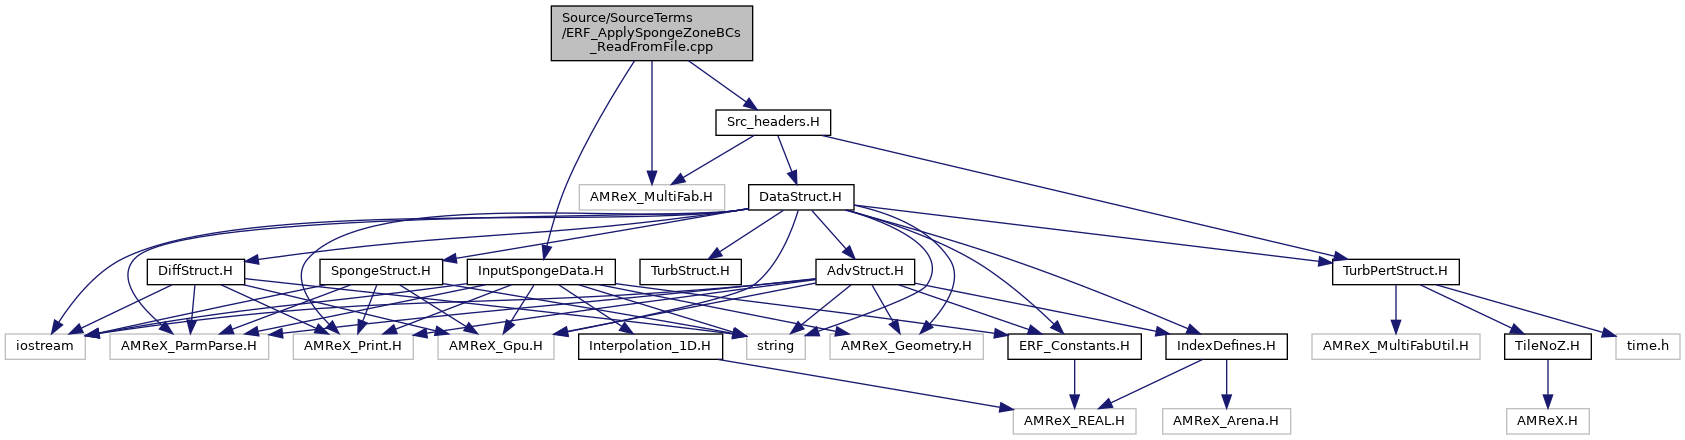 Source/SourceTerms
/ERF_ApplySpongeZoneBCs
_ReadFromFile.cpp
Src_headers.H
AMReX_MultiFab.H
DataStruct.H
DiffStruct.H
SpongeStruct.H
InputSpongeData.H
TurbStruct.H
AdvStruct.H
TurbPertStruct.H
iostream
AMReX_ParmParse.H
AMReX_Print.H
AMReX_Gpu.H
Interpolation_1D.H
string
AMReX_Geometry.H
ERF_Constants.H
IndexDefines.H
AMReX_MultiFabUtil.H
TileNoZ.H
time.h
AMReX_REAL.H
AMReX_Arena.H
AMReX.H